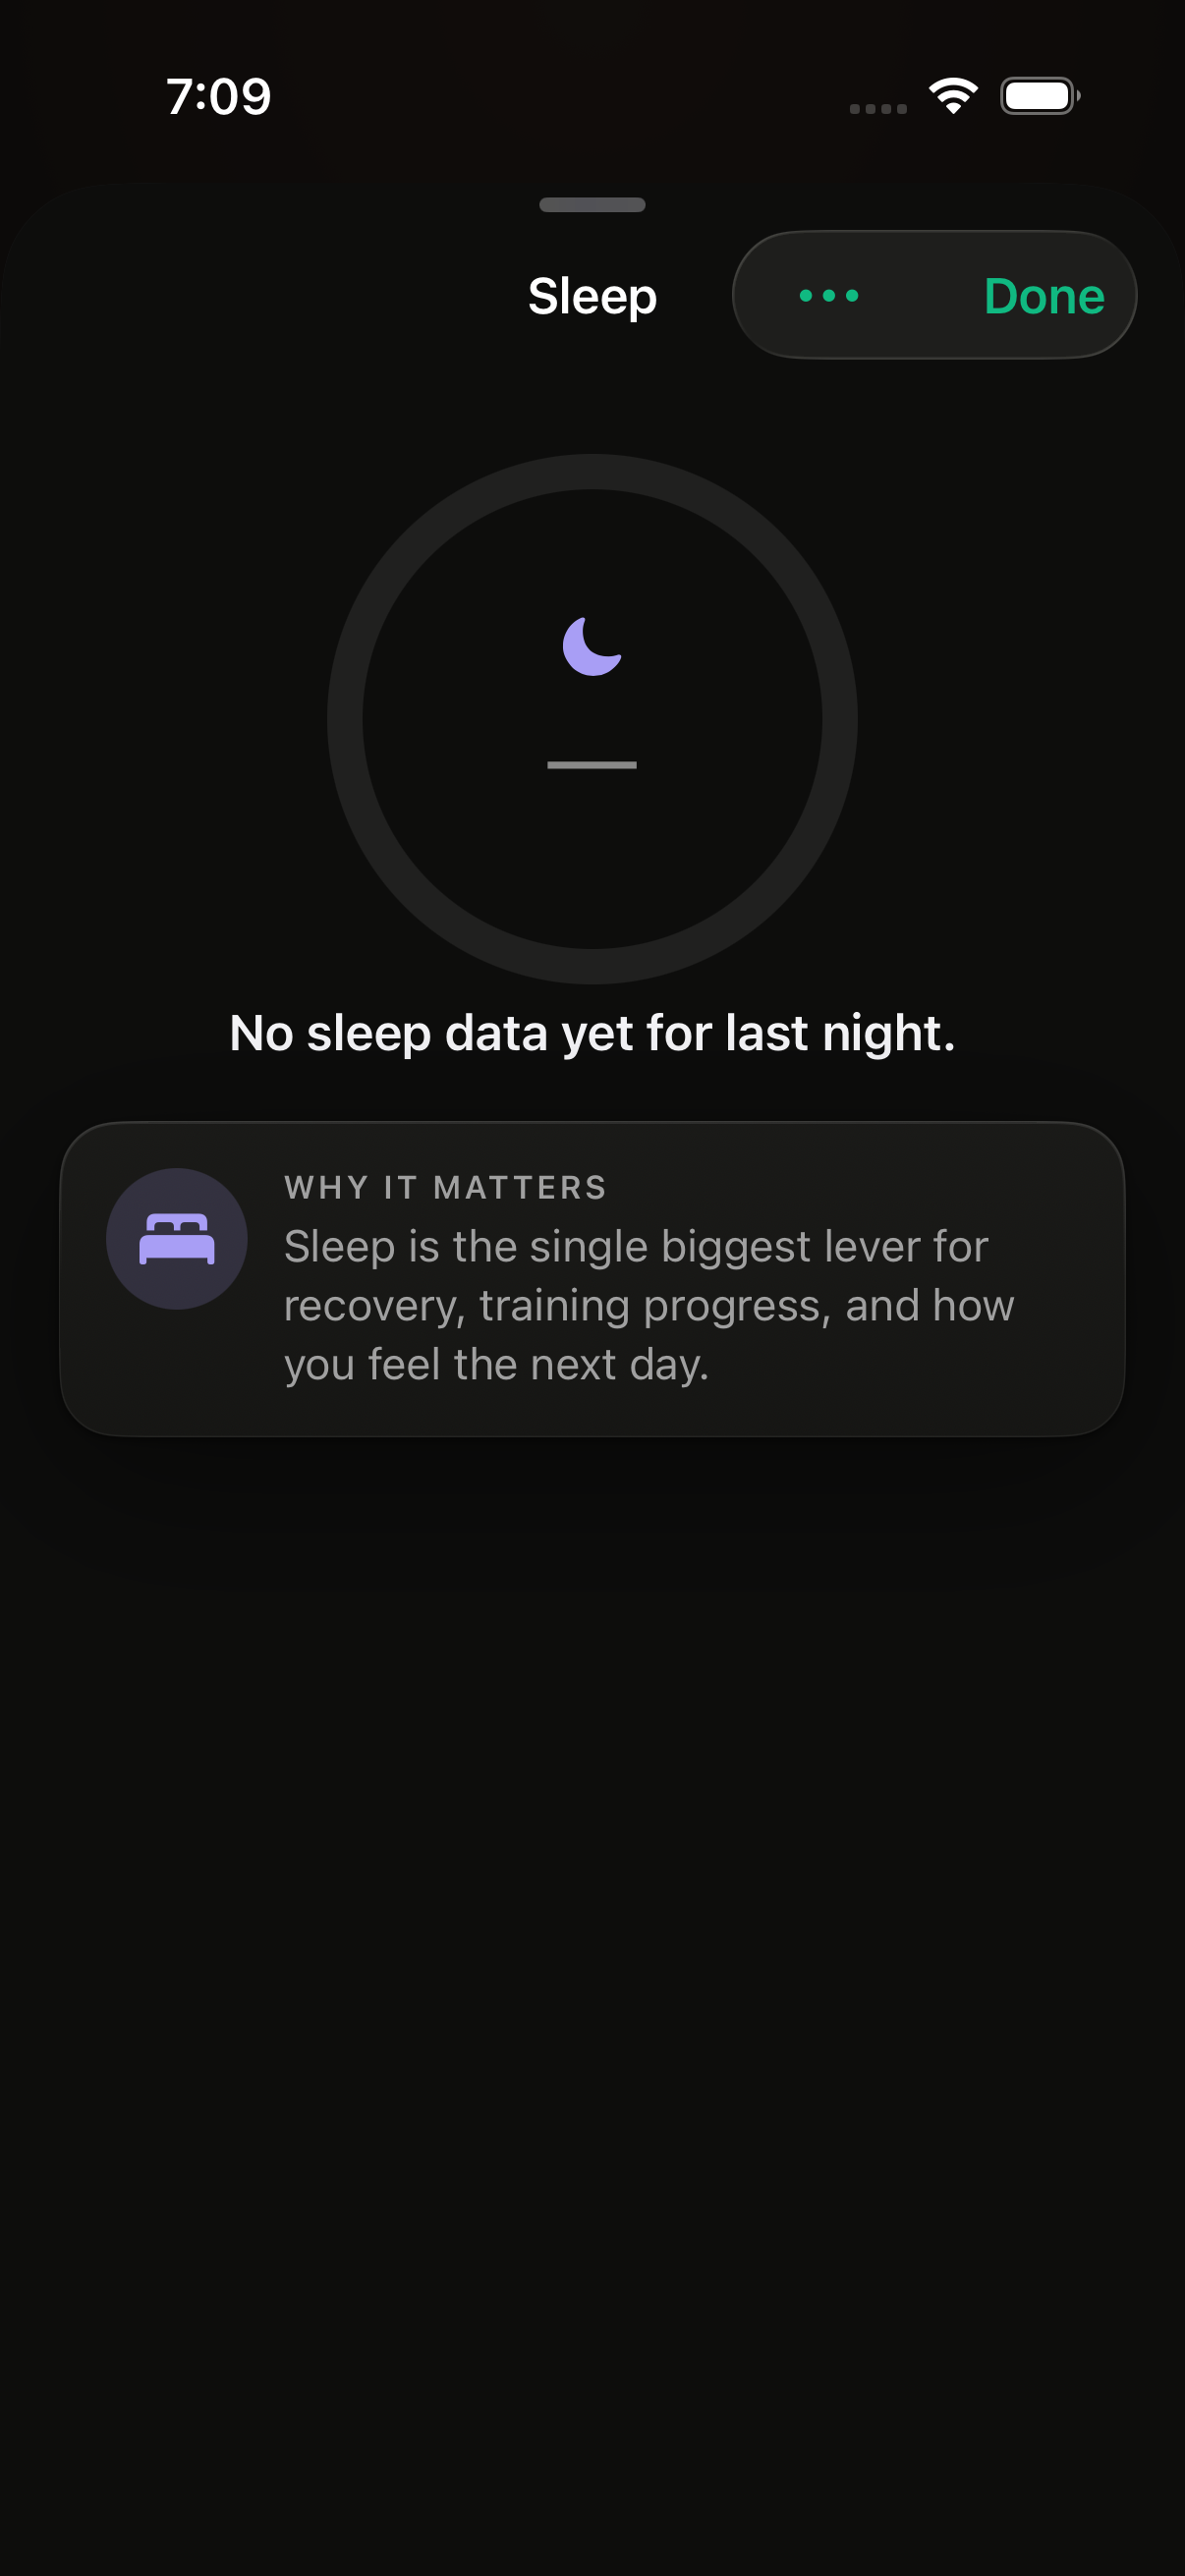 7:09
Sleep
Done
—
No sleep data yet for last night.
WHY IT MATTERS
Sleep is the single biggest lever for
recovery, training progress, and how
you feel the next day.